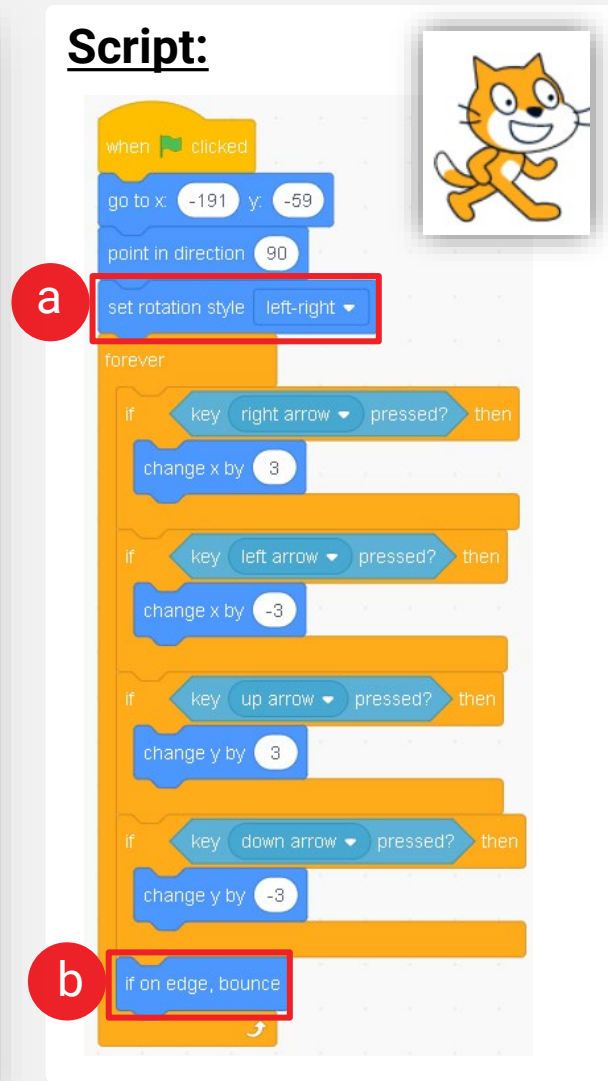 Script:
when clicked
go to x: -191 y: -59
point in direction 90
a
set rotation style left-right
forever
if key right arrow pressed? then
change x by 3
if key left arrow pressed? then
change x by -3
if key up arrow pressed? then
change y by 3
if key down arrow pressed? then
change y by -3
b
if on edge, bounce